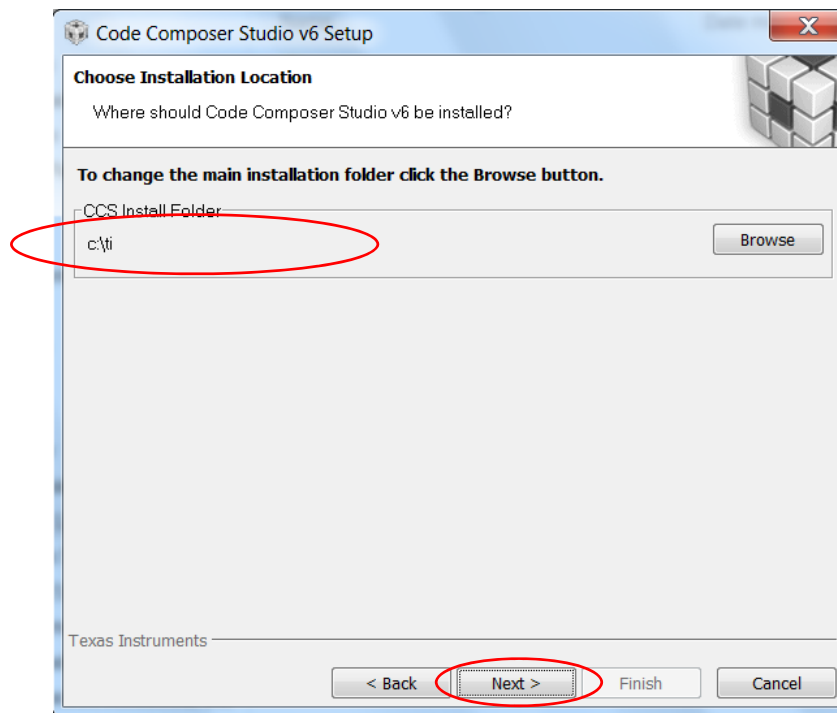 Code Composer Studio v6 Setup
Choose Installation Location
Where should Code Composer Studio v6 be installed?
To change the main installation folder click the Browse button.
CCS Install Folder
c:\ti
Browse
Texas Instruments
< Back Next > Finish Cancel